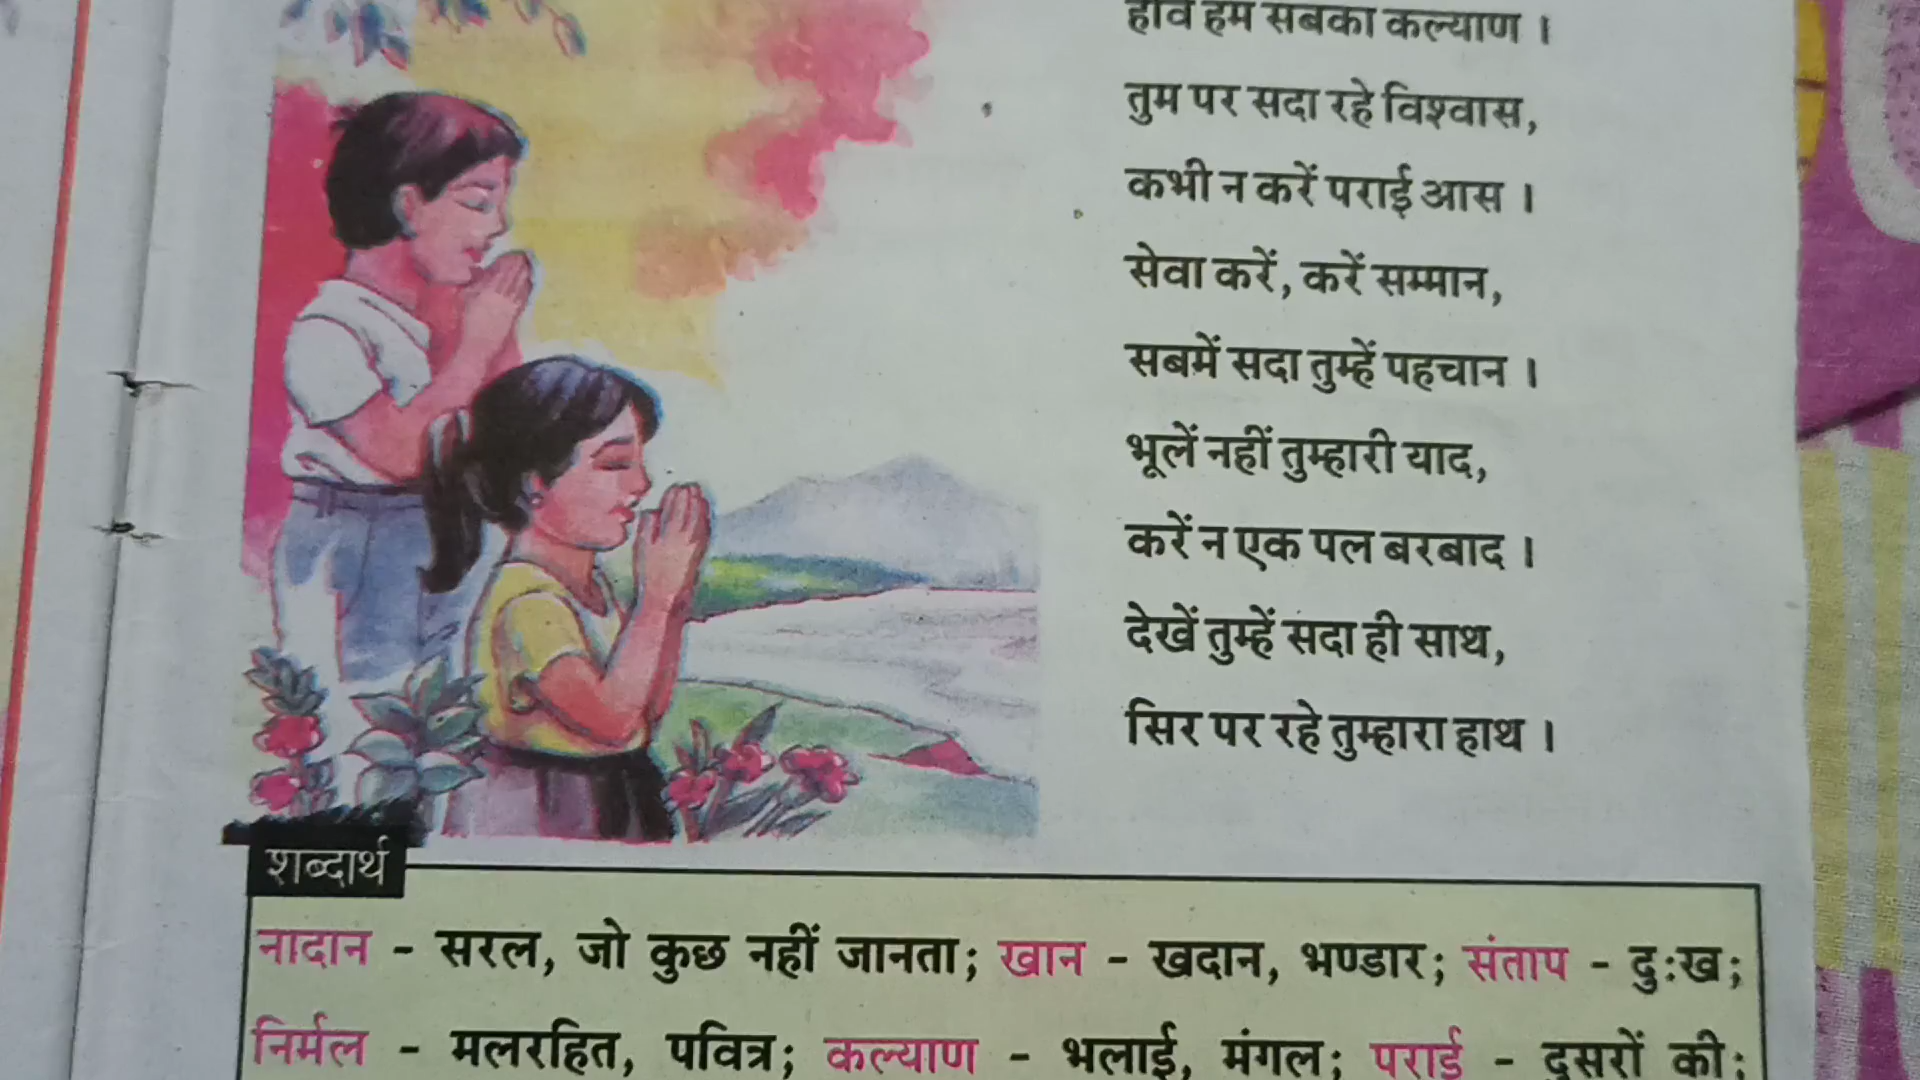 होवे हम सबका कल्याण ।
तुम पर सदा रहे विश्वास,
कभी न करें पराई आस ।
सेवा करें, करें सम्मान,
सबमें सदा तुम्हें पहचान ।
भूलें नहीं तुम्हारी याद,
करें न एक पल बरबाद ।
देखें तुम्हें सदा ही साथ,
सिर पर रहे तुम्हारा हाथ ।
शब्दार्थ
नादान - सरल, जो कुछ नहीं जानता; खान - खदान, भण्डार; संताप - दुःख;
निर्मल - मलरहित, पवित्र; कल्याण - भलाई, मंगल; पराई - दूसरों की;